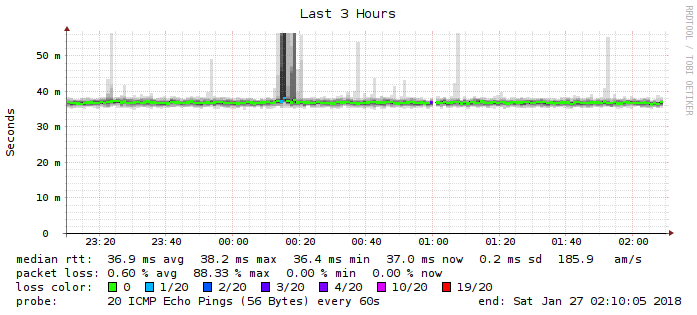 Last 3 Hours
RRDTOOL / TOBI OETIKER
Seconds
50 m
40 m
30 m
20 m
10 m
0
23:20 23:40 00:00 00:20 00:40 01:00 01:20 01:40 02:00
median rtt: 36.9 ms avg 38.2 ms max 36.4 ms min 37.0 ms now 0.2 ms sd 185.9 am/s
packet loss: 0.60 % avg 88.33 % max 0.00 % min 0.00 % now
loss color: 0 1/20 2/20 3/20 4/20 10/20 19/20
probe: 20 ICMP Echo Pings (56 Bytes) every 60s end: Sat Jan 27 02:10:05 2018